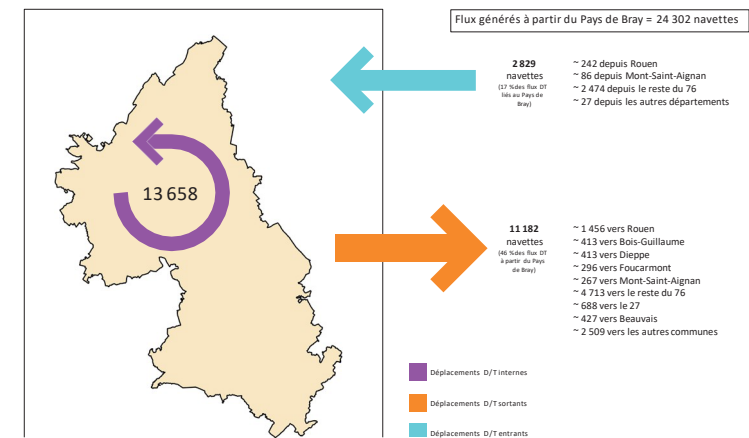 Flux générés à partir du Pays de Bray = 24 302 navettes
2 829
navettes
(17 % des flux DT
liés au Pays de
Bray)
~ 242 depuis Rouen
~ 86 depuis Mont-Saint-Aignan
~ 2 474 depuis le reste du 76
~ 27 depuis les autres départements
13 658
11 182
navettes
(46 % des flux DT
à partir du Pays
de Bray)
~ 1 456 vers Rouen
~ 413 vers Bois-Guillaume
~ 413 vers Dieppe
~ 296 vers Foucarmont
~ 267 vers Mont-Saint-Aignan
~ 4 713 vers le reste du 76
~ 688 vers le 27
~ 427 vers Beauvais
~ 2 509 vers les autres communes
Déplacements D/T internes
Déplacements D/T sortants
Déplacements D/T entrants